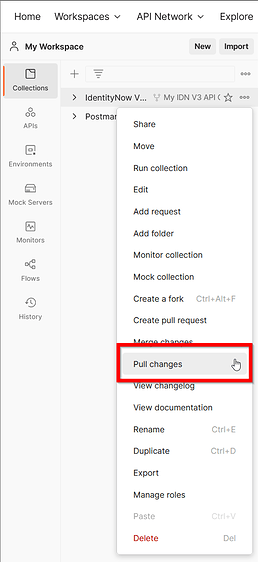 Home Workspaces API Network Explore
My Workspace New Import
Collections
IdentityNow V... My IDN V3 API
APIs
Share
Move
Run collection
Environments
Edit
Mock Servers
Add request
Add folder
Monitors
Monitor collection
Mock collection
Flows
Create a fork Ctrl+Alt+F
History
Create pull request
Merge changes
Pull changes
View changelog
View documentation
Rename Ctrl+E
Duplicate Ctrl+D
Export
Manage roles
Paste Ctrl+V
Delete Del